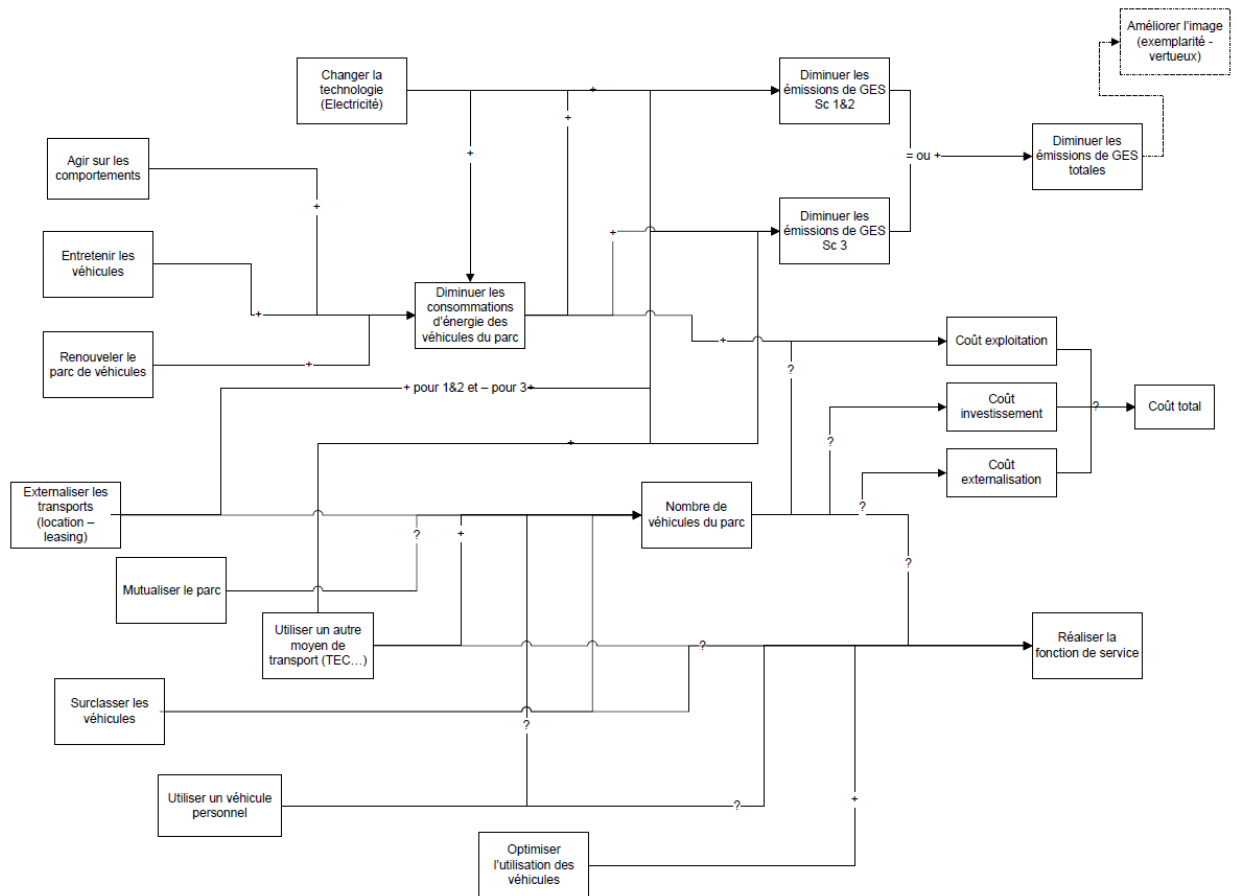 Améliorer l'image
(exemplarité -
vertueux)
Changer la
technologie
(Electricité)
+
Diminuer les
émissions de GES
Sc 1&2
Agir sur les
comportements
+
+
+
= ou +
Diminuer les
émissions de GES
totales
Diminuer les
émissions de GES
Sc 3
+
Entretenir les
véhicules
+
Diminuer les
consommations
d'énergie des
véhicules du parc
Renouveler le
parc de véhicules
+
+
Coût exploitation
?
+ pour 1&2 et – pour 3+
Coût
investissement
?
Coût total
+
?
Coût
externalisation
?
Externaliser les
transports
(location –
leasing)
?
+
Nombre de
véhicules du parc
?
Mutualiser le parc
Utiliser un autre
moyen de
transport (TEC…)
?
Réaliser la
fonction de service
Surclasser les
véhicules
?
Utiliser un véhicule
personnel
?
+
Optimiser
l'utilisation des
véhicules